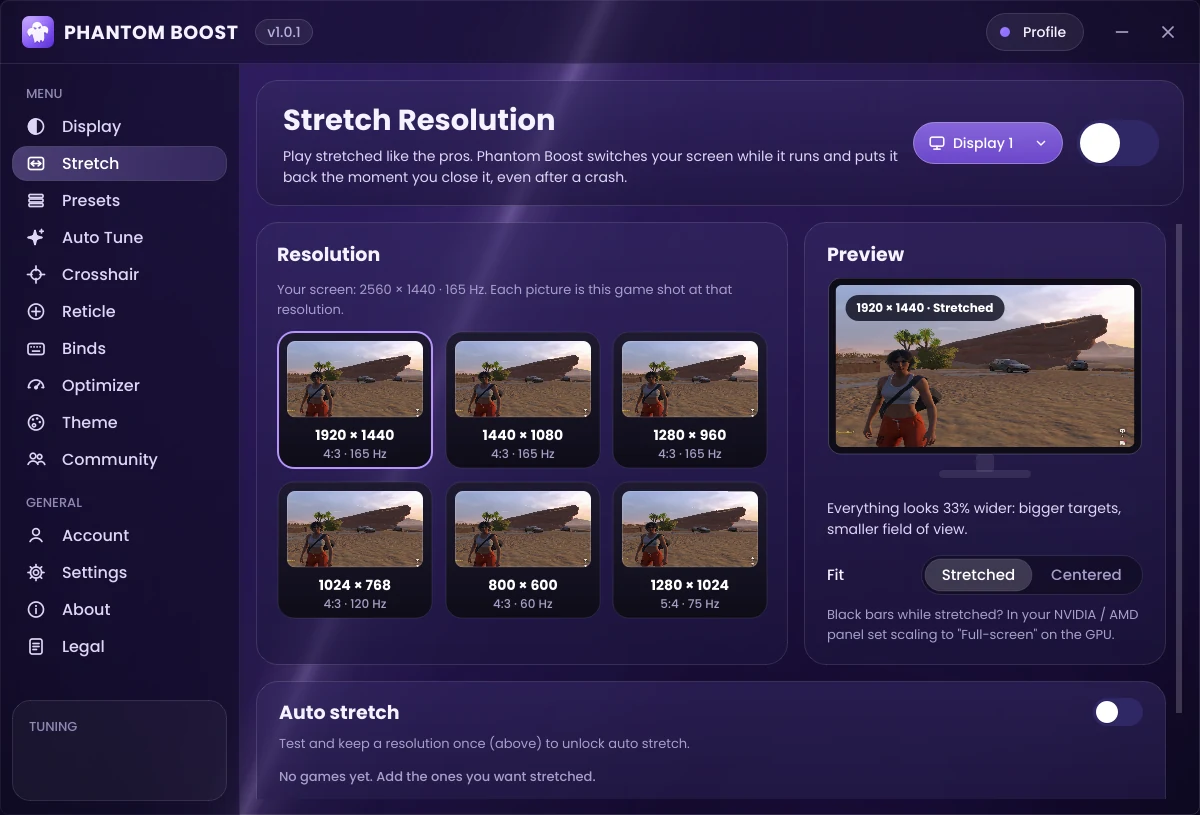 PHANTOM BOOST
v1.0.1
Profile
MENU
Display
Stretch
Presets
Auto Tune
Crosshair
Reticle
Binds
Optimizer
Theme
Community
GENERAL
Account
Settings
About
Legal
TUNING
Stretch Resolution
Play stretched like the pros. Phantom Boost switches your screen while it runs and puts it
back the moment you close it, even after a crash.
Display 1
Resolution
Your screen: 2560 × 1440 · 165 Hz. Each picture is this game shot at that
resolution.
1920 × 1440
4:3 · 165 Hz
1440 × 1080
4:3 · 165 Hz
1280 × 960
4:3 · 165 Hz
1024 × 768
4:3 · 120 Hz
800 × 600
4:3 · 60 Hz
1280 × 1024
5:4 · 75 Hz
Preview
1920 × 1440 · Stretched
Everything looks 33% wider: bigger targets,
smaller field of view.
Fit
Stretched
Centered
Black bars while stretched? In your NVIDIA / AMD
panel set scaling to "Full-screen" on the GPU.
Auto stretch
Test and keep a resolution once (above) to unlock auto stretch.
No games yet. Add the ones you want stretched.